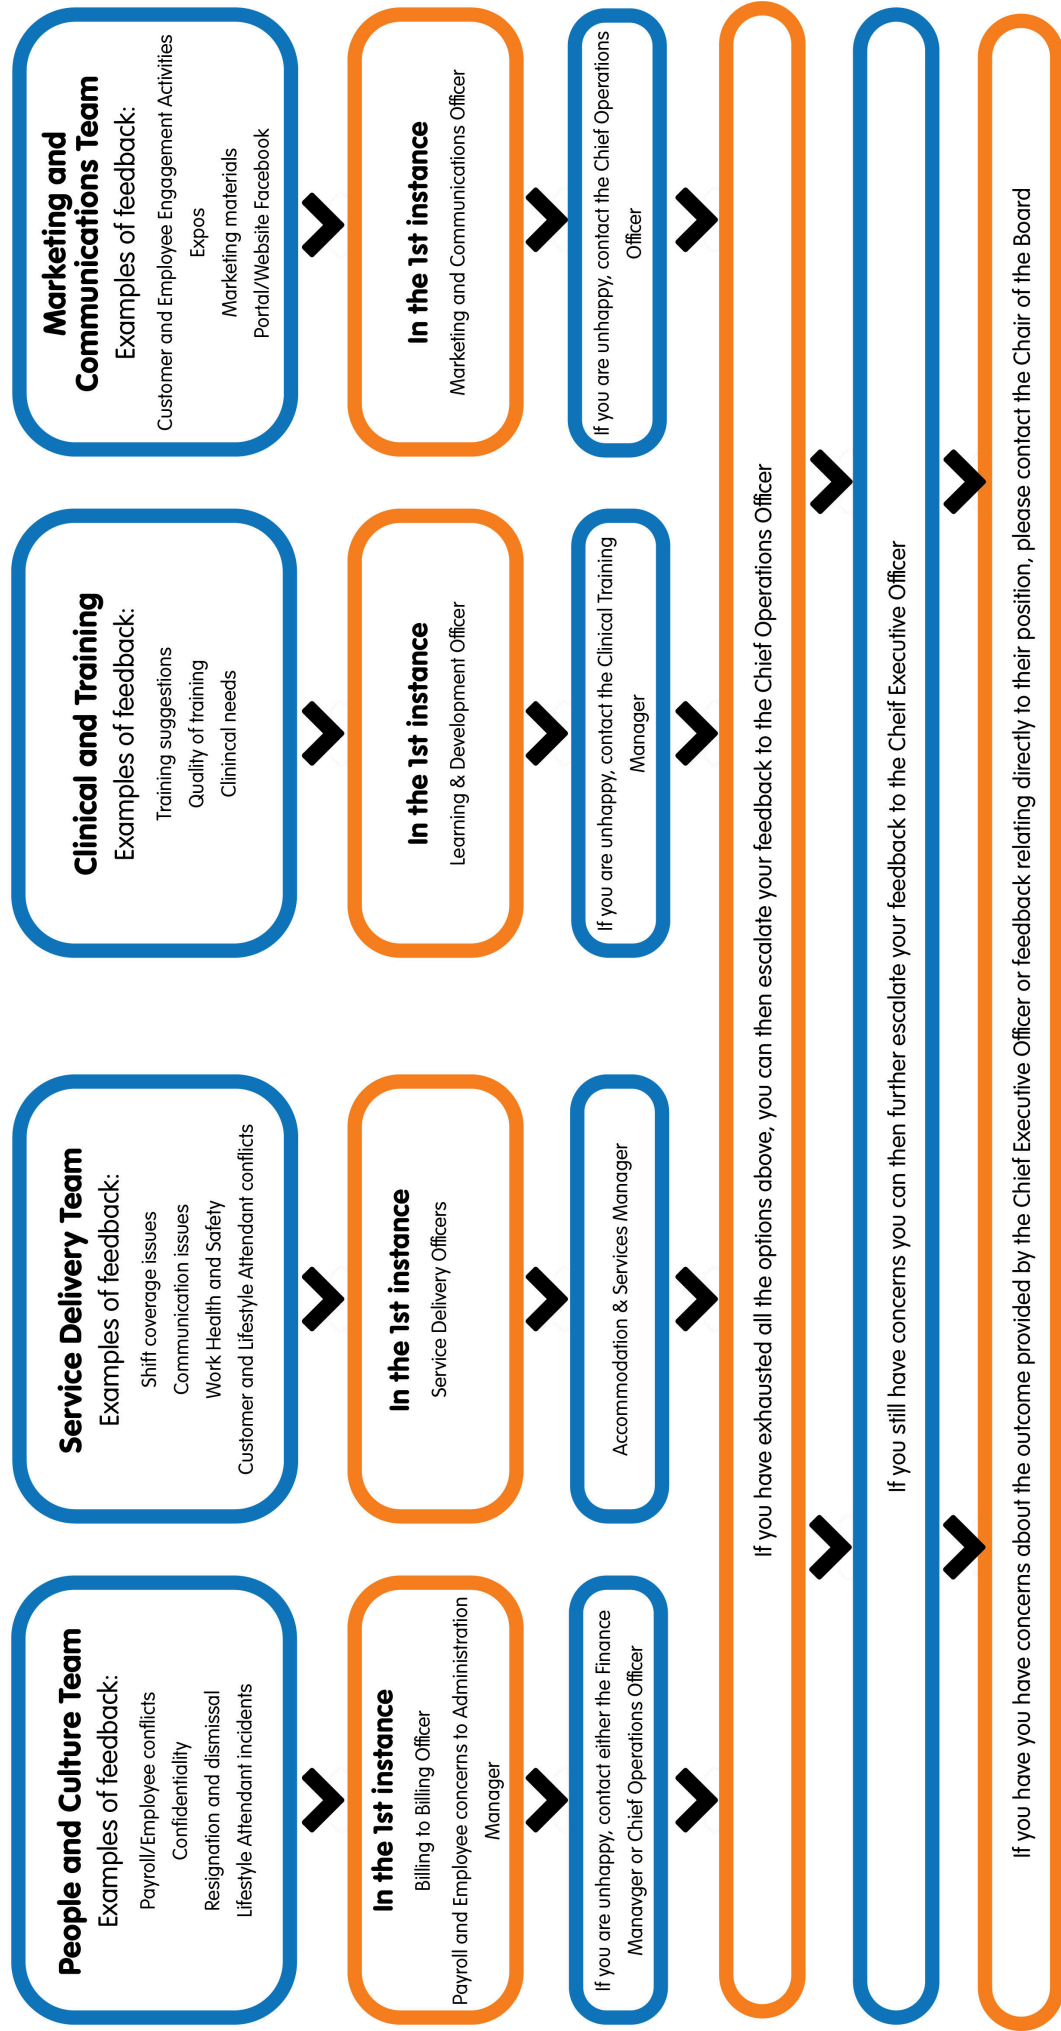 People and Culture Team
Examples of feedback:
Payroll/Employee conflicts
Confidentiality
Resignation and dismissal
Lifestyle Attendant incidents
Service Delivery Team
Examples of feedback:
Shift coverage issues
Communication issues
Work Health and Safety
Customer and Lifestyle Attendant conflicts
Clinical and Training
Examples of feedback:
Training suggestions
Quality of training
Clinincal needs
Marketing and
Communications Team
Examples of feedback:
Customer and Employee Engagement Activities
Expos
Marketing materials
Portal/Website Facebook
In the 1st instance
Billing to Billing Officer
Payroll and Employee concerns to Administration
Manager
In the 1st instance
Service Delivery Officers
In the 1st instance
Learning & Development Officer
In the 1st instance
Marketing and Communications Officer
If you are unhappy, contact either the Finance
Manavger or Chief Operations Officer
Accommodation & Services Manager
If you are unhappy, contact the Clinical Training
Manager
If you are unhappy, contact the Chief Operations
Officer
If you have exhausted all the options above, you can then escalate your feedback to the Chief Operations Officer
If you still have concerns you can then further escalate your feedback to the Cheif Executive Officer
If you have you have concerns about the outcome provided by the Chief Executive Officer or feedback relating directly to their position, please contact the Chair of the Board